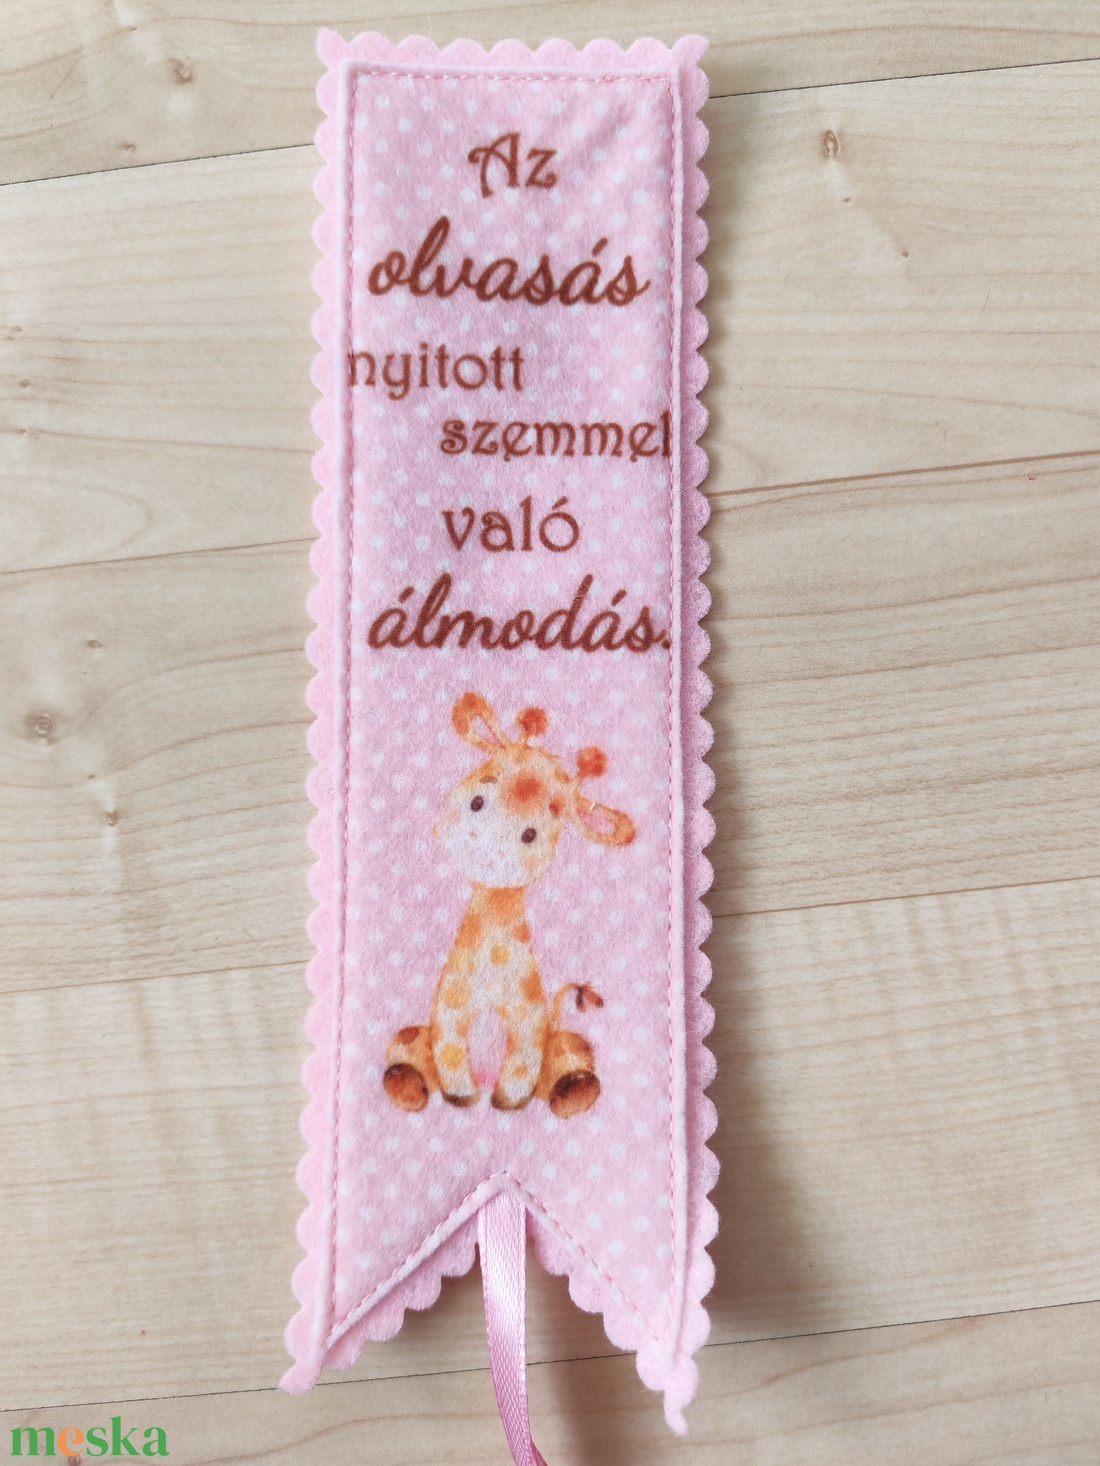 Az
olvasás
nyitott
szemmel
való
álmodás.
meska